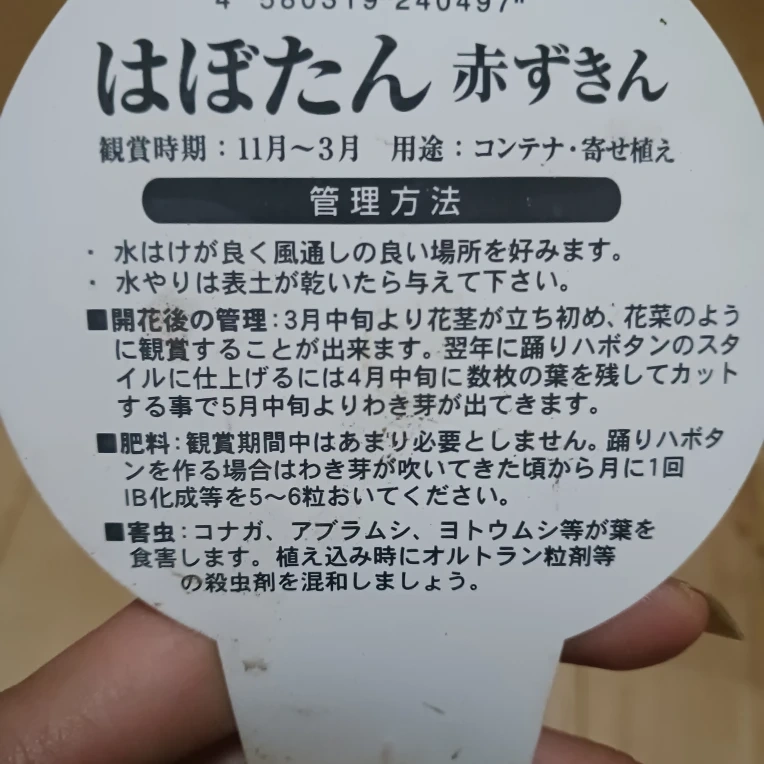 4 580319 240497"
はぼたん 赤ずきん
観賞時期：11月～3月 用途：コンテナ・寄せ植え
管理方法
・ 水はけが良く風通しの良い場所を好みます。
・ 水やりは表土が乾いたら与えて下さい。
■開花後の管理：3月中旬より花茎が立ち初め、花菜のよう
に観賞することが出来ます。翌年に踊りハボタンのスタ
イルに仕上げるには4月中旬に数枚の葉を残してカット
する事で5月中旬よりわき芽が出てきます。
■肥料：観賞期間中はあまり必要としません。踊りハボタ
ンを作る場合はわき芽が吹いてきた頃から月に1回
IB化成等を5～6粒おいてください。
■害虫：コナガ、アブラムシ、ヨトウムシ等が葉を
食害します。植え込み時にオルトラン粒剤等
の殺虫剤を混和しましょう。